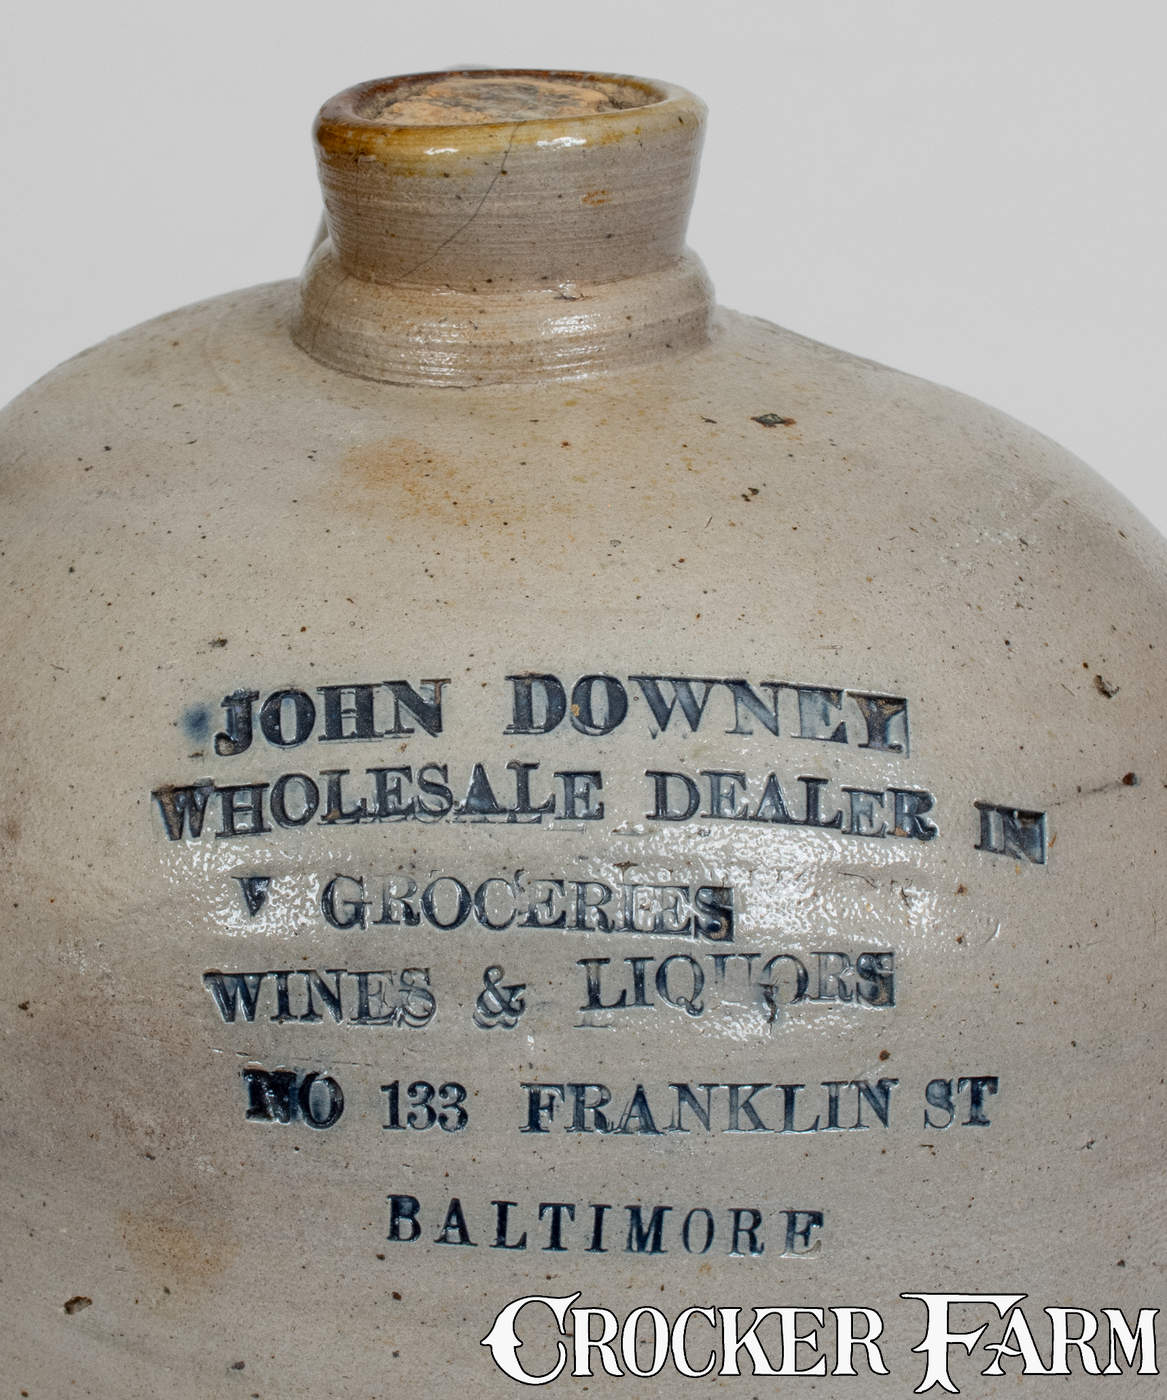 JOHN DOWNEY
WHOLESALE DEALER IN
GROCERIES
WINES & LIQUORS
NO 133 FRANKLIN ST
BALTIMORE
CROCKER FARM